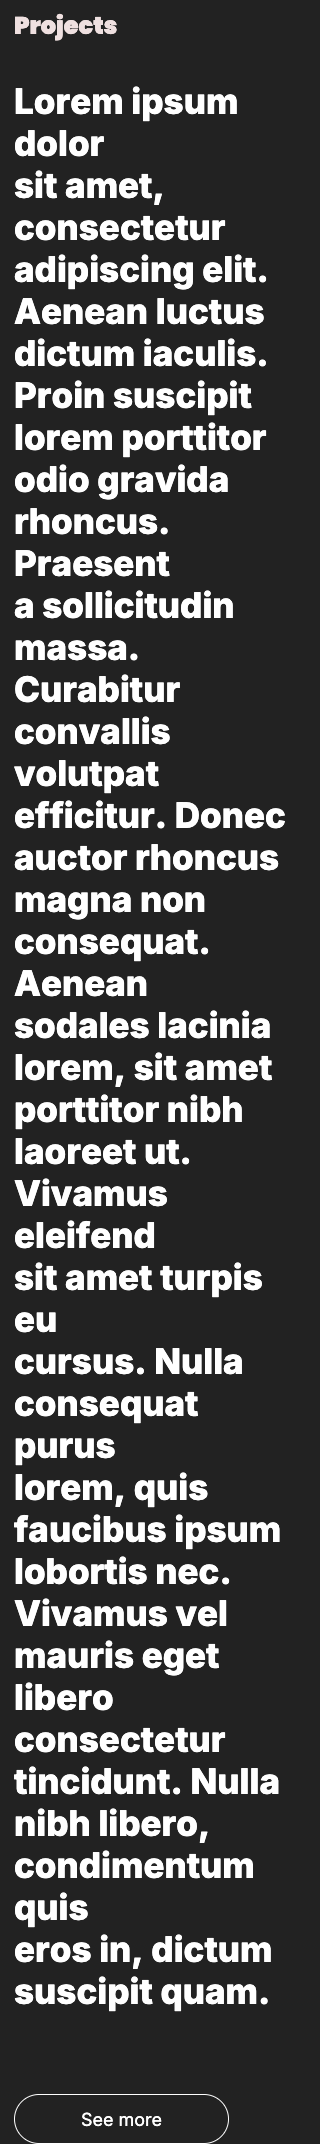 Projects
Lorem ipsum
dolor
sit amet,
consectetur
adipiscing elit.
Aenean luctus
dictum iaculis.
Proin suscipit
lorem porttitor
odio gravida
rhoncus.
Praesent
a sollicitudin
massa.
Curabitur
convallis
volutpat
efficitur. Donec
auctor rhoncus
magna non
consequat.
Aenean
sodales lacinia
lorem, sit amet
porttitor nibh
laoreet ut.
Vivamus
eleifend
sit amet turpis
eu
cursus. Nulla
consequat
purus
lorem, quis
faucibus ipsum
lobortis nec.
Vivamus vel
mauris eget
libero
consectetur
tincidunt. Nulla
nibh libero,
condimentum
quis
eros in, dictum
suscipit quam.
See more